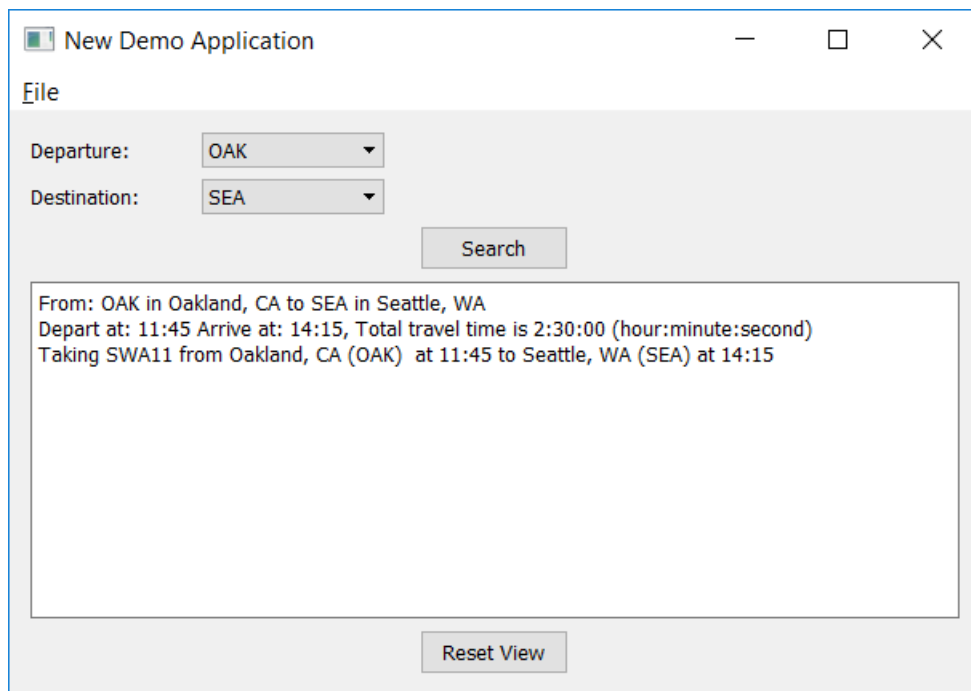 New Demo Application
File
Departure: OAK
Destination: SEA
Search
From: OAK in Oakland, CA to SEA in Seattle, WA
Depart at: 11:45 Arrive at: 14:15, Total travel time is 2:30:00 (hour:minute:second)
Taking SWA11 from Oakland, CA (OAK)  at 11:45 to Seattle, WA (SEA) at 14:15
Reset View